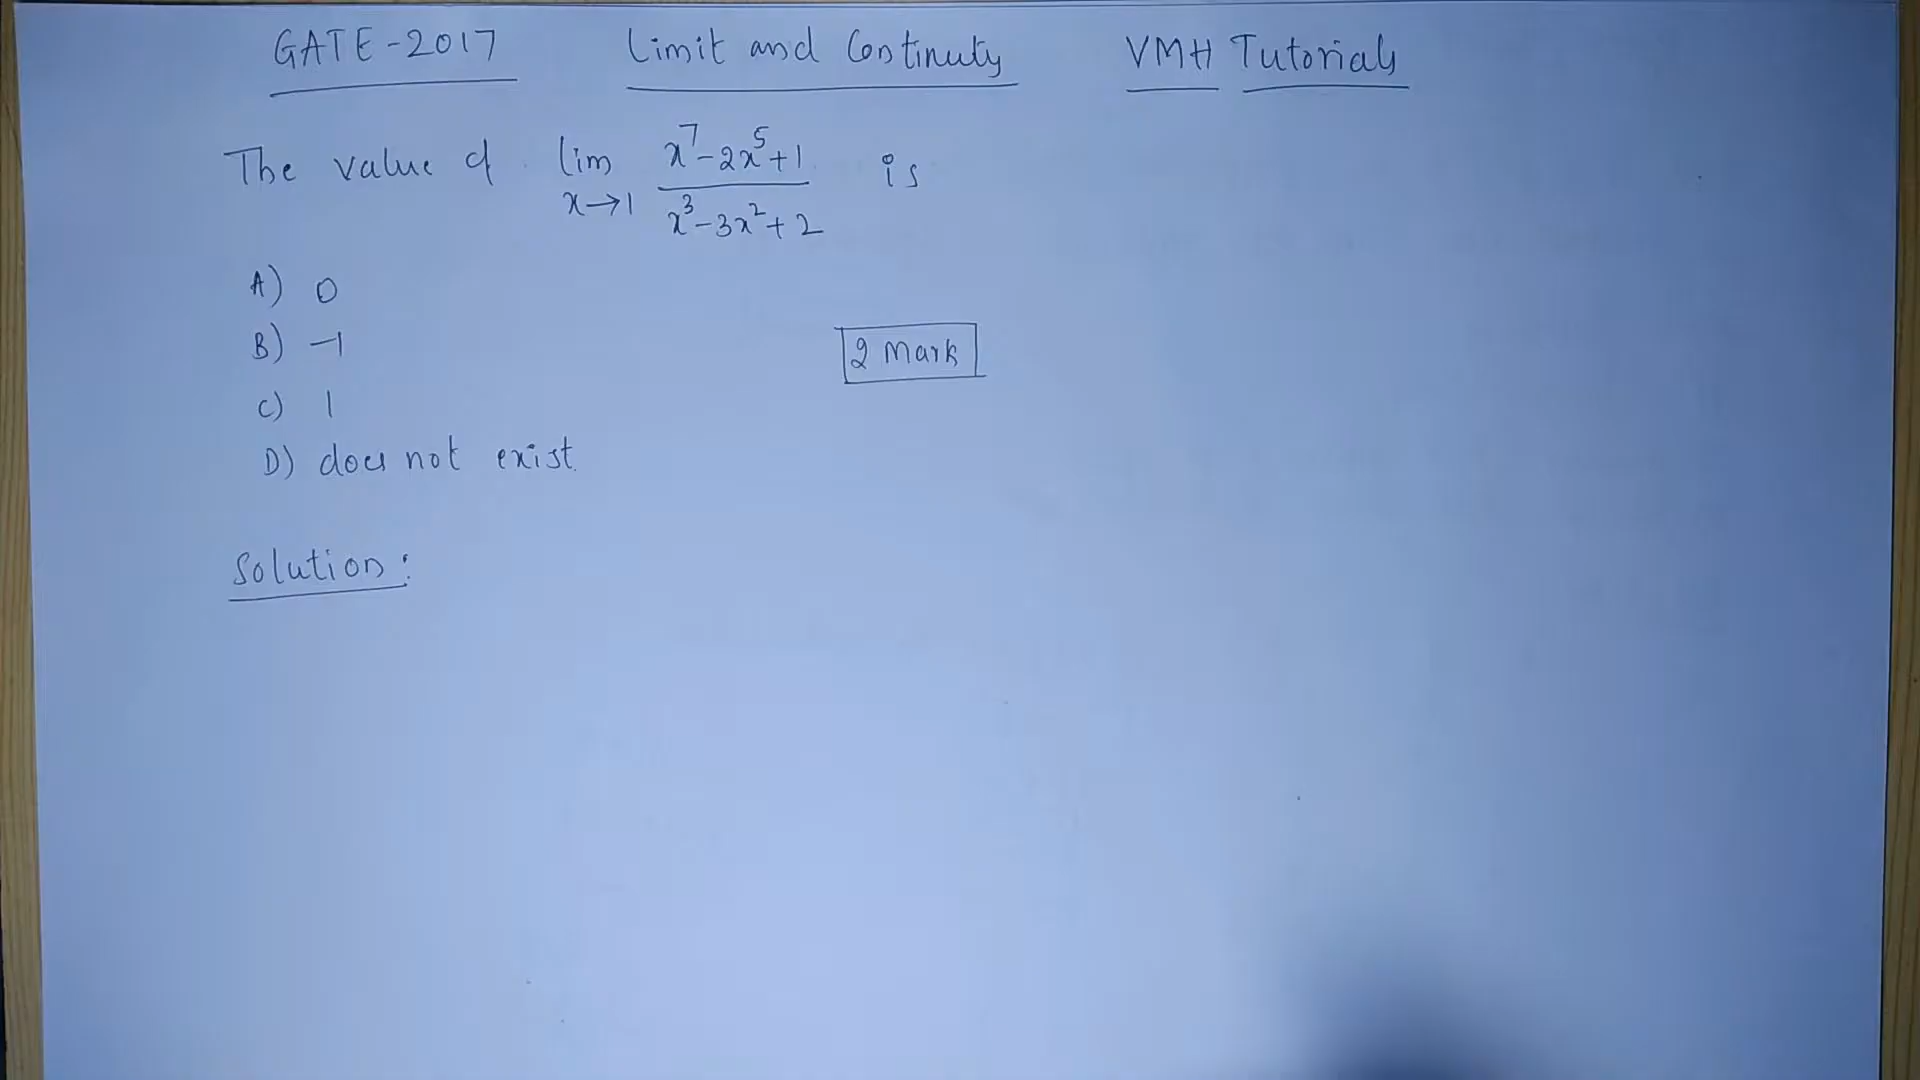 GATE-2017 Limit and Continuty VMH Tutorials
The value of lim x→1 x⁷-2x⁵+1 / x³-3x²+2 is
A) 0
B) -1
2 Mark
C) 1
D) does not exist.
Solution: